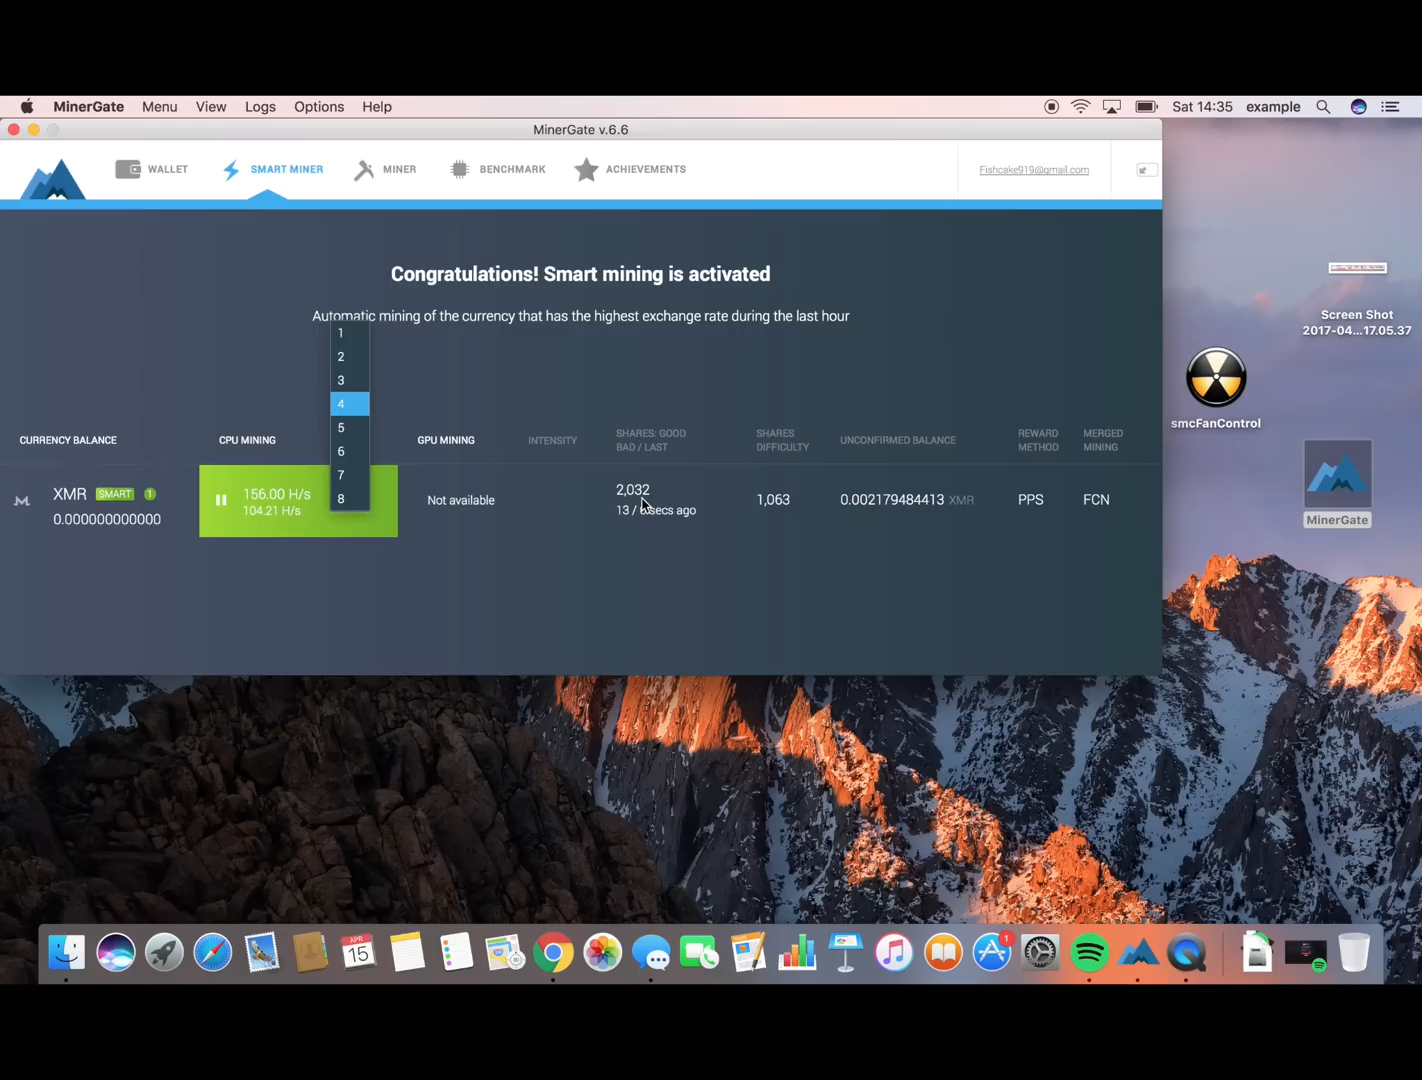 MinerGate Menu View Logs Options Help
Sat 14:35 example
MinerGate v.6.6
WALLET SMART MINER MINER BENCHMARK ACHIEVEMENTS
Fishcake919@gmail.com
Congratulations! Smart mining is activated
Automatic mining of the currency that has the highest exchange rate during the last hour
1
2
3
4
5
6
7
8
CURRENCY BALANCE
CPU MINING
GPU MINING
INTENSITY
SHARES: GOOD
BAD / LAST
SHARES
DIFFICULTY
UNCONFIRMED BALANCE
REWARD
METHOD
MERGED
MINING
XMR SMART 1
0.000000000000
156.00 H/s
104.21 H/s
Not available
2,032
13 / secs ago
1,063
0.002179484413 XMR
PPS
FCN
Screen Shot
2017-04...17.05.37
smcFanControl
MinerGate
APR
15
1